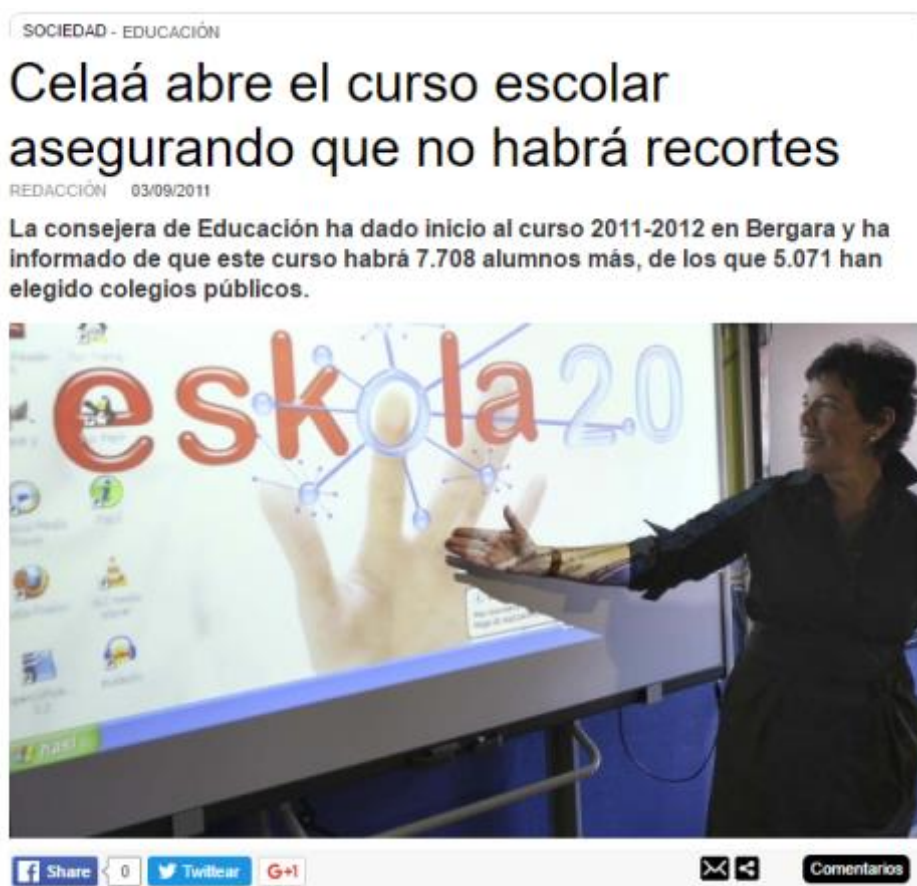 SOCIEDAD - EDUCACIÓN
Celaá abre el curso escolar
asegurando que no habrá recortes
REDACCIÓN 03/09/2011
La consejera de Educación ha dado inicio al curso 2011-2012 en Bergara y ha
informado de que este curso habrá 7.708 alumnos más, de los que 5.071 han
elegido colegios públicos.
eskola 2.0
hasi
Share 0 Twittear G+1 Comentarios